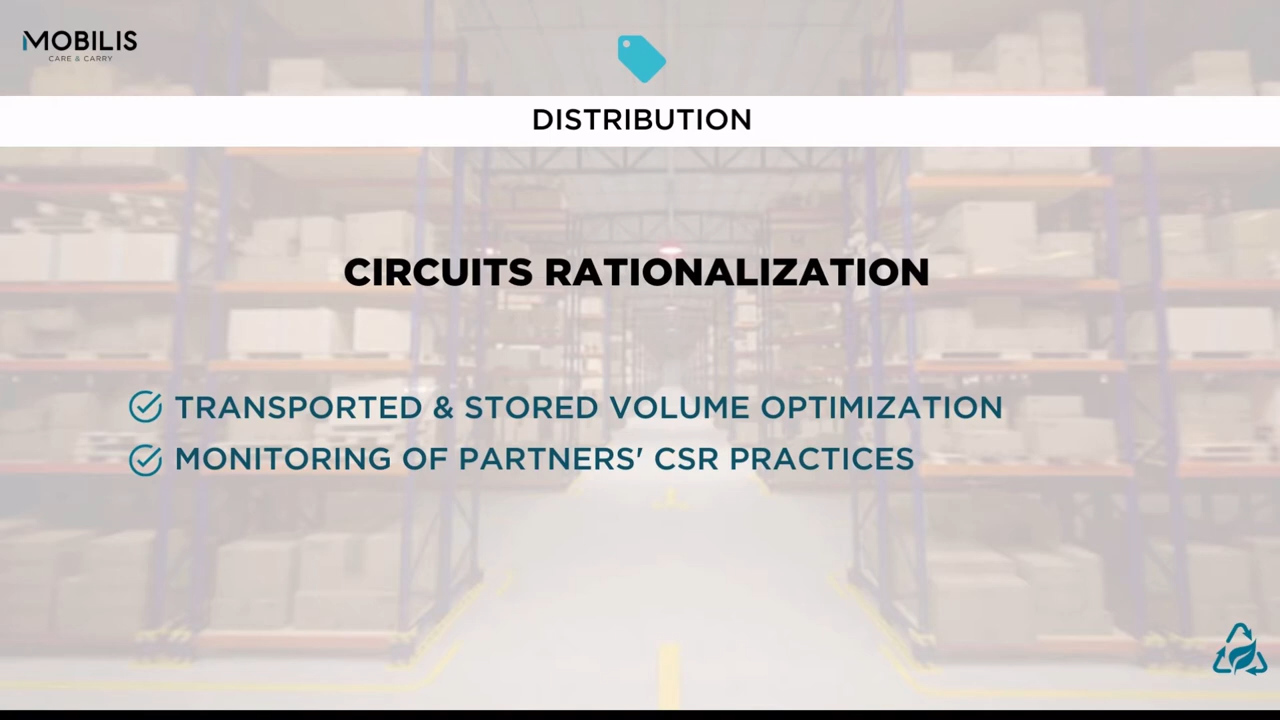 MOBILIS
CARE & CARRY
DISTRIBUTION
CIRCUITS RATIONALIZATION
TRANSPORTED & STORED VOLUME OPTIMIZATION
MONITORING OF PARTNERS' CSR PRACTICES